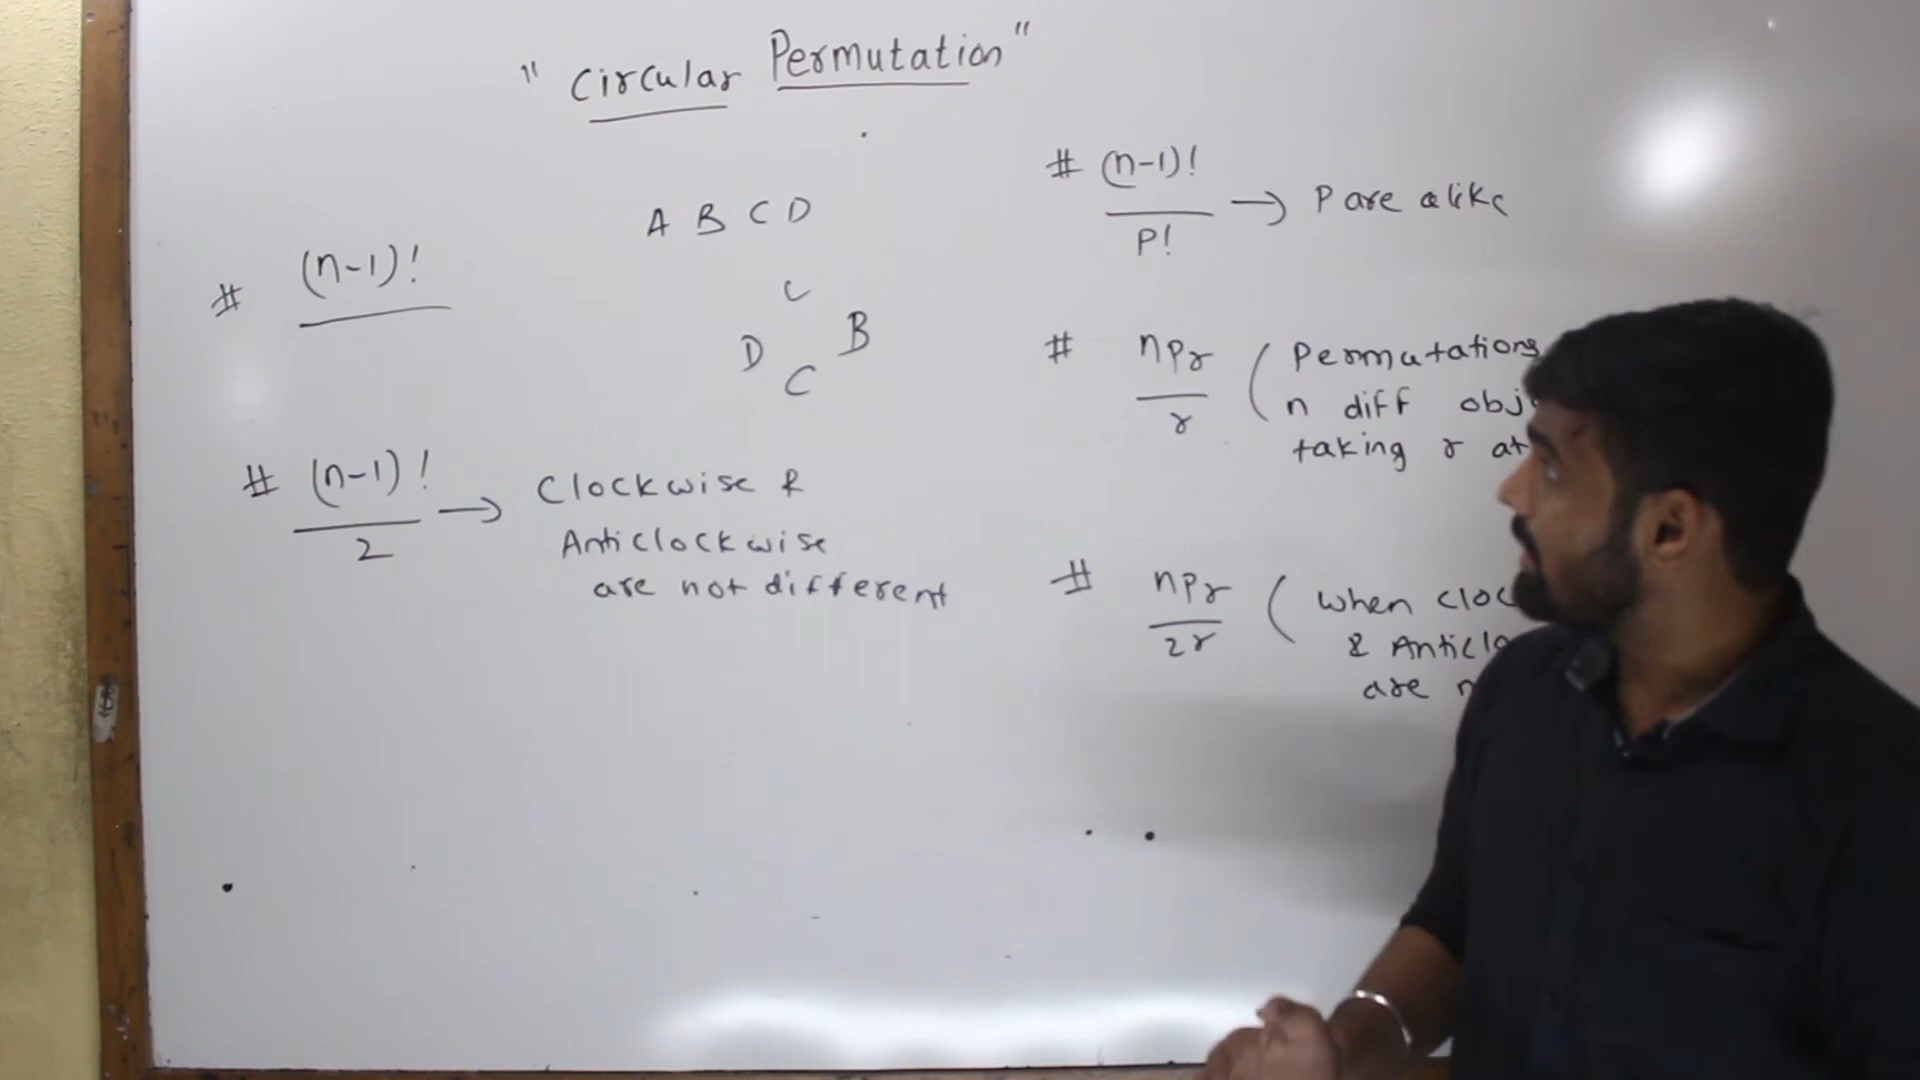 " Circular Permutation "
A B C D
# (n-1)!
C
D B
C
# (n-1)!
2
→ Clockwise &
Anticlockwise
are not different
# (n-1)!
P!
→ P are alike
# nPr
r
( Permutations
n diff
taking r at
# nPr
2r
( when
&
are